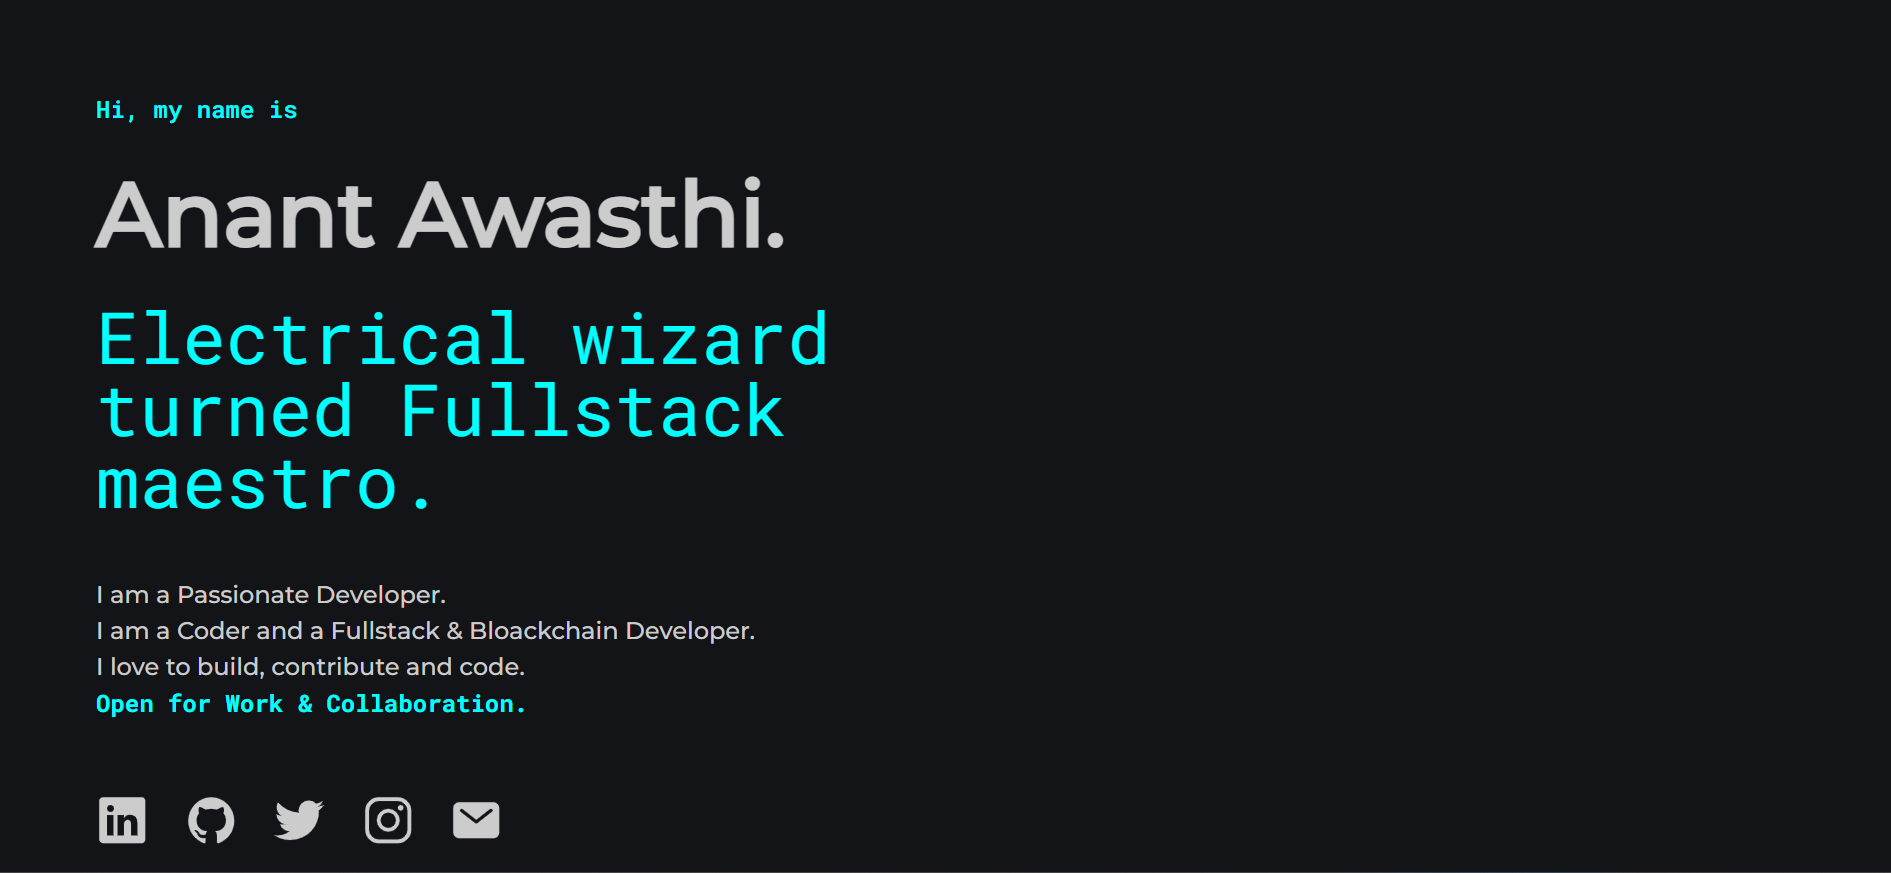 Hi, my name is
Anant Awasthi.
Electrical wizard
turned Fullstack
maestro.
I am a Passionate Developer.
I am a Coder and a Fullstack & Bloackchain Developer.
I love to build, contribute and code.
Open for Work & Collaboration.
in